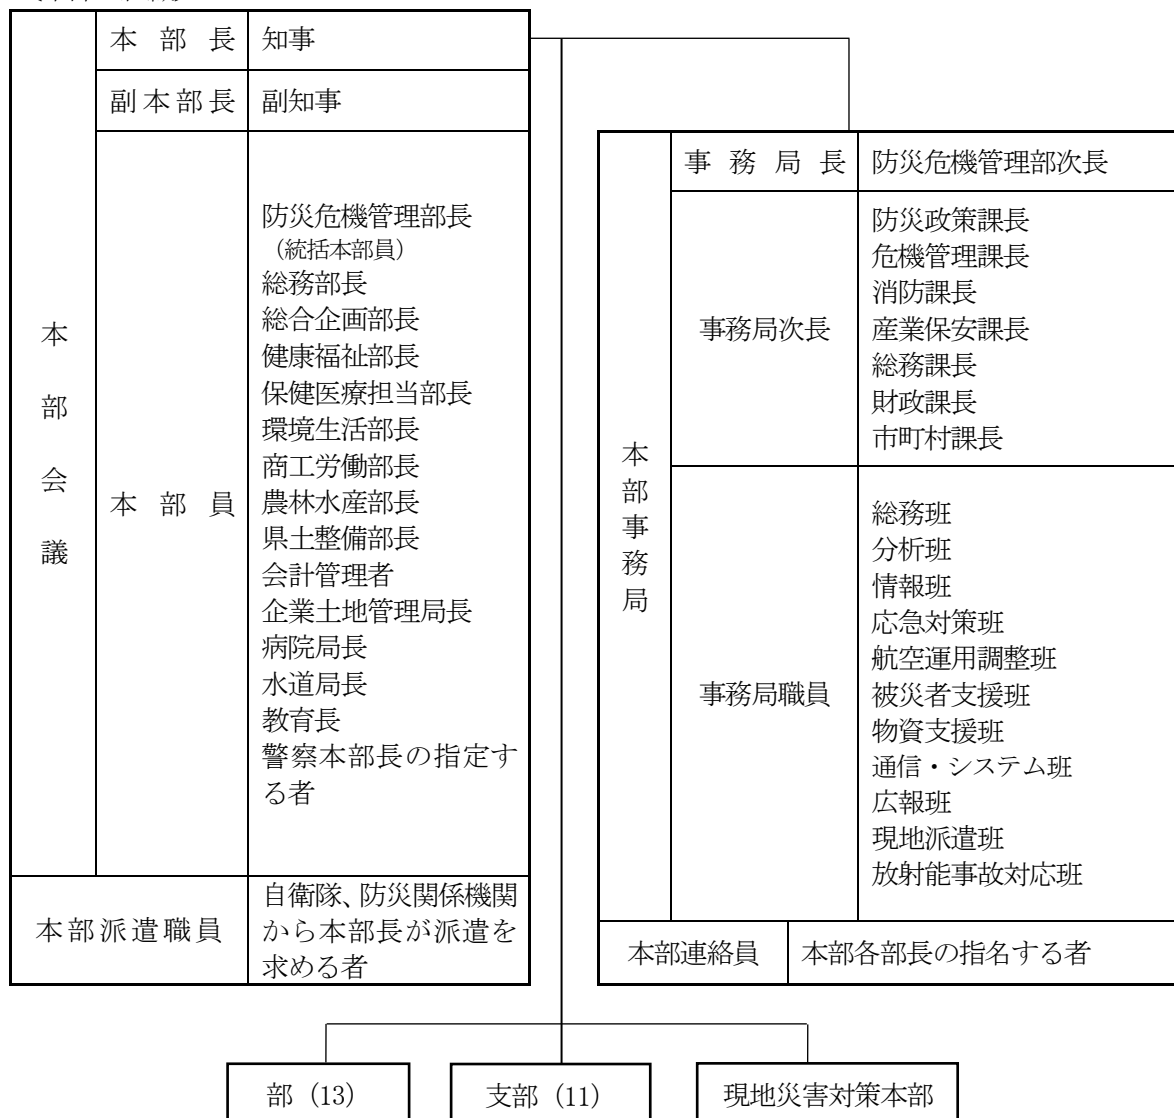 本部会議
本部長
知事
副本部長
副知事
本部員
防災危機管理部長
（統括本部員）
総務部長
総合企画部長
健康福祉部長
保健医療担当部長
環境生活部長
商工労働部長
農林水産部長
県土整備部長
会計管理者
企業土地管理局長
病院局長
水道局長
教育長
警察本部長の指定す
る者
本部派遣職員
自衛隊、防災関係機関
から本部長が派遣を
求める者
本部事務局
事務局長
防災危機管理部次長
事務局次長
防災政策課長
危機管理課長
消防課長
産業保安課長
総務課長
財政課長
市町村課長
事務局職員
総務班
分析班
情報班
応急対策班
航空運用調整班
被災者支援班
物資支援班
通信・システム班
広報班
現地派遣班
放射能事故対応班
本部連絡員
本部各部長の指名する者
部（13）
支部（11）
現地災害対策本部